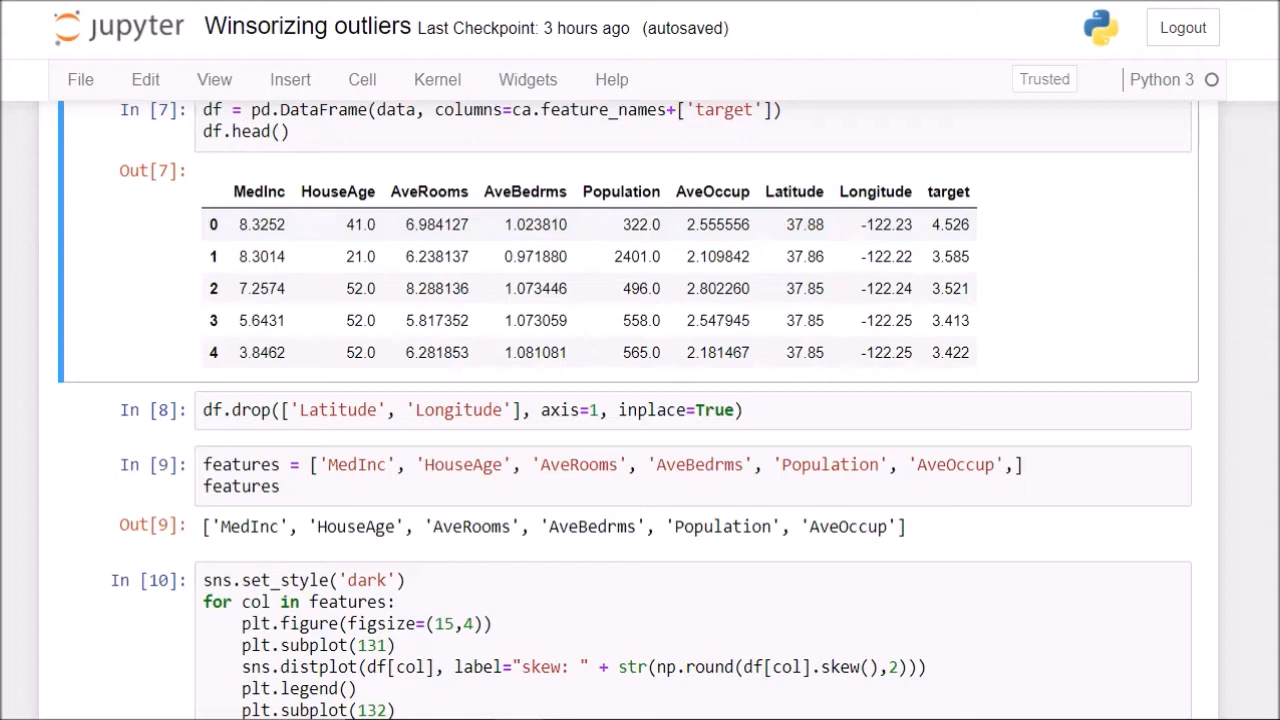 jupyter Winsorizing outliers Last Checkpoint: 3 hours ago (autosaved) Logout
File Edit View Insert Cell Kernel Widgets Help Trusted Python 3
In [7]: df = pd.DataFrame(data, columns=ca.feature_names+['target'])
df.head()
Out[7]:
MedInc HouseAge AveRooms AveBedrms Population AveOccup Latitude Longitude target
0 8.3252 41.0 6.984127 1.023810 322.0 2.555556 37.88 -122.23 4.526
1 8.3014 21.0 6.238137 0.971880 2401.0 2.109842 37.86 -122.22 3.585
2 7.2574 52.0 8.288136 1.073446 496.0 2.802260 37.85 -122.24 3.521
3 5.6431 52.0 5.817352 1.073059 558.0 2.547945 37.85 -122.25 3.413
4 3.8462 52.0 6.281853 1.081081 565.0 2.181467 37.85 -122.25 3.422
In [8]: df.drop(['Latitude', 'Longitude'], axis=1, inplace=True)
In [9]: features = ['MedInc', 'HouseAge', 'AveRooms', 'AveBedrms', 'Population', 'AveOccup',]
features
Out[9]: ['MedInc', 'HouseAge', 'AveRooms', 'AveBedrms', 'Population', 'AveOccup']
In [10]: sns.set_style('dark')
for col in features:
    plt.figure(figsize=(15,4))
    plt.subplot(131)
    sns.distplot(df[col], label="skew: " + str(np.round(df[col].skew(),2)))
    plt.legend()
    plt.subplot(132)